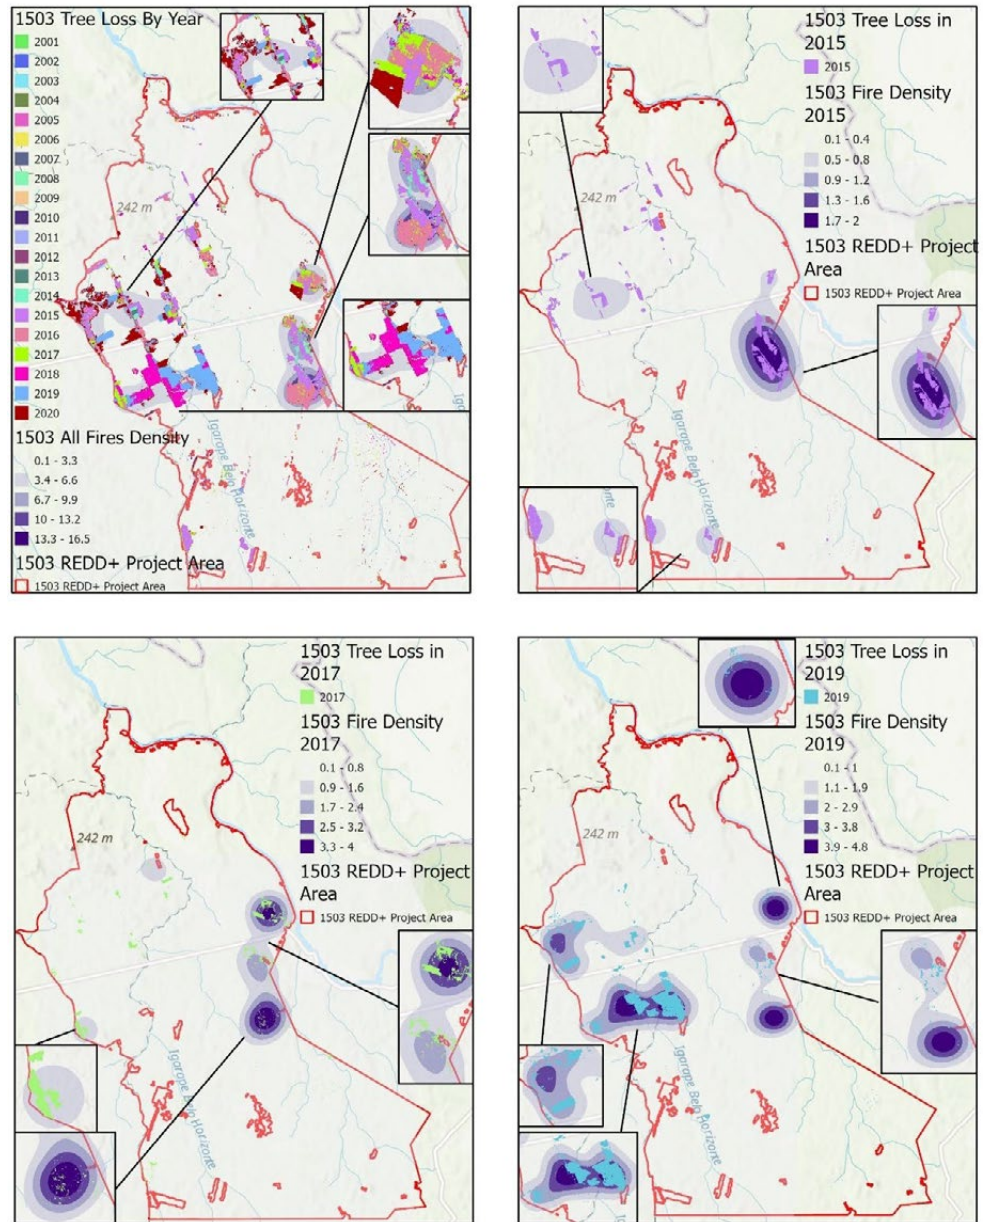 1503 Tree Loss By Year
2001
2002
2003
2004
2005
2006
2007
2008
2009
2010
2011
2012
2013
2014
2015
2016
2017
2018
2019
2020
1503 All Fires Density
0.1 - 3.3
3.4 - 6.6
6.7 - 9.9
10 - 13.2
13.3 - 16.5
1503 REDD+ Project Area
1503 REDD+ Project Area
242 m
Igarape Belo Horizonte
Iga
1503 Tree Loss in
2015
2015
1503 Fire Density
2015
0.1 - 0.4
0.5 - 0.8
0.9 - 1.2
1.3 - 1.6
1.7 - 2
1503 REDD+ Project
Area
1503 REDD+ Project Area
242 m
Igarape Belo Horizonte
nte
1503 Tree Loss in
2017
2017
1503 Fire Density
2017
0.1 - 0.8
0.9 - 1.6
1.7 - 2.4
2.5 - 3.2
3.3 - 4
1503 REDD+ Project
Area
1503 REDD+ Project Area
242 m
Igarape Belo Horizonte
1503 Tree Loss in
2019
2019
1503 Fire Density
2019
0.1 - 1
1.1 - 1.9
2 - 2.9
3 - 3.8
3.9 - 4.8
1503 REDD+ Project
Area
1503 REDD+ Project Area
242 m
Igarape Belo Horizonte